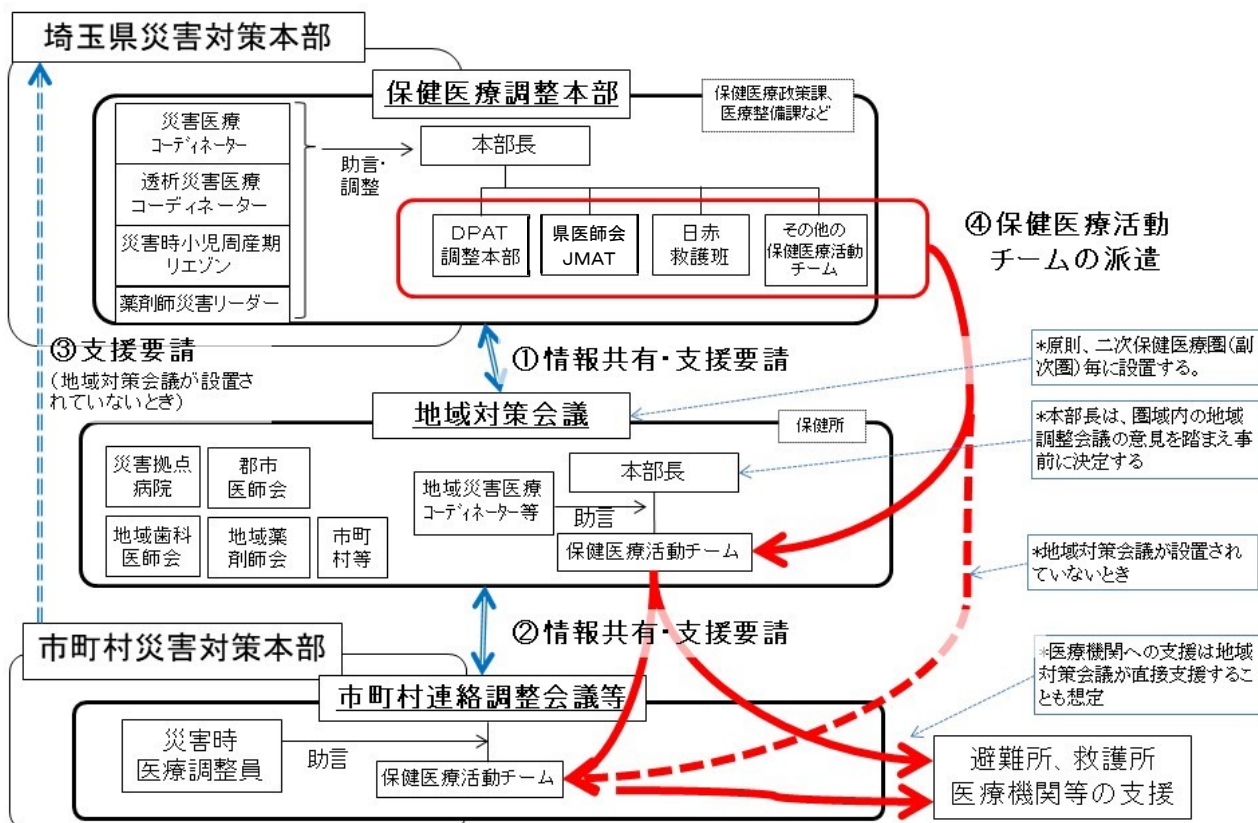 埼玉県災害対策本部
保健医療調整本部
保健医療政策課、
医療整備課など
災害医療
コーディネーター
透析災害医療
コーディネーター
災害時小児周産期
リエゾン
薬剤師災害リーダー
助言・
調整
本部長
DPAT
調整本部
県医師会
JMAT
日赤
救護班
その他の
保健医療活動
チーム
④保健医療活動
チームの派遣
③支援要請
(地域対策会議が設置さ
れていないとき)
①情報共有・支援要請
*原則、二次保健医療圏(副
次圏)毎に設置する。
地域対策会議
保健所
*本部長は、圏域内の地域
調整会議の意見を踏まえ事
前に決定する
災害拠点
病院
郡市
医師会
地域歯科
医師会
地域薬
剤師会
市町
村等
地域災害医療
コーディネーター等
助言
本部長
保健医療活動チーム
*地域対策会議が設置され
ていないとき
②情報共有・支援要請
市町村災害対策本部
*医療機関への支援は地域
対策会議が直接支援するこ
とも想定
市町村連絡調整会議等
災害時
医療調整員
助言
保健医療活動チーム
避難所、救護所
医療機関等の支援